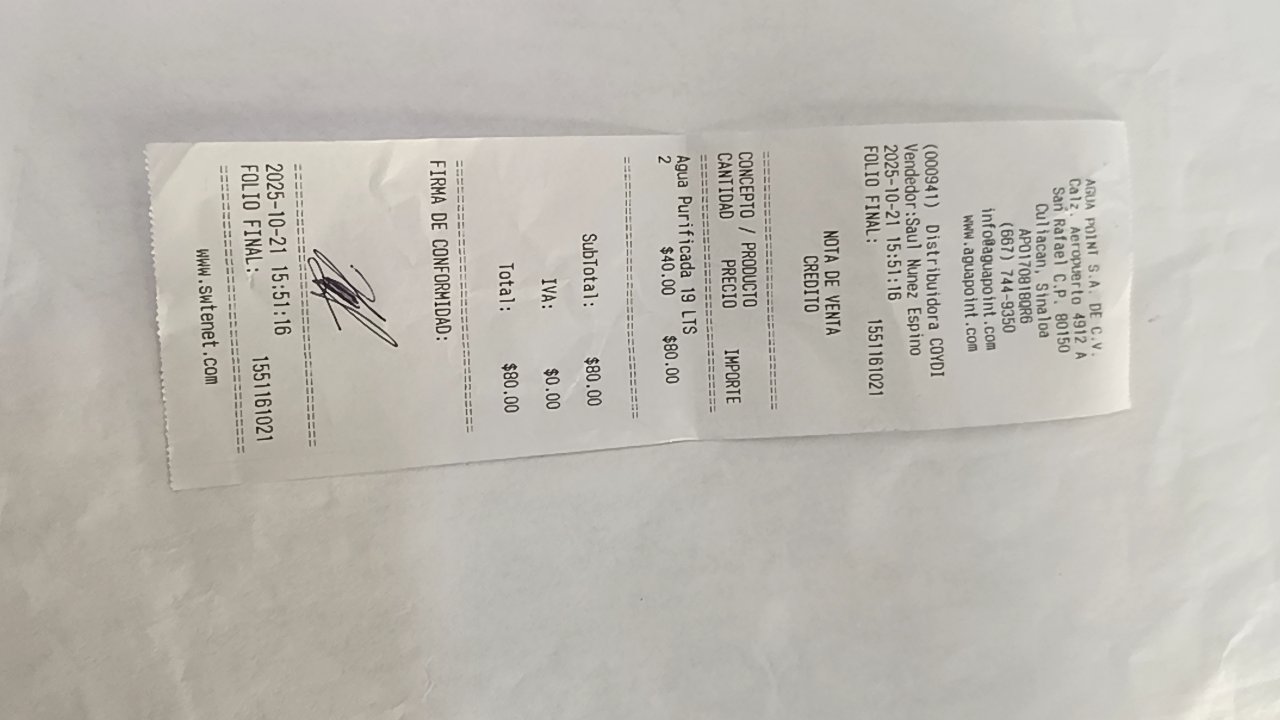 AGUA POINT S.A. DE C.V.
Calz. Aeropuerto 4912 A
San Rafael C.P. 80150
Culiacan, Sinaloa
APO170818QR6
(667) 744-9350
info@aguapoint.com
www.aguapoint.com
(000941) Distribuidora COYDI
Vendedor:Saul Nunez Espino
2025-10-21 15:51:16
FOLIO FINAL: 1551161021
NOTA DE VENTA
CREDITO
==============================
CONCEPTO / PRODUCTO
CANTIDAD PRECIO IMPORTE
==============================
Agua Purificada 19 LTS
2 $40.00 $80.00
==============================
SubTotal: $80.00
IVA: $0.00
Total: $80.00
==============================
FIRMA DE CONFORMIDAD:
==============================
2025-10-21 15:51:16
FOLIO FINAL: 1551161021
==============================
www.swtenet.com